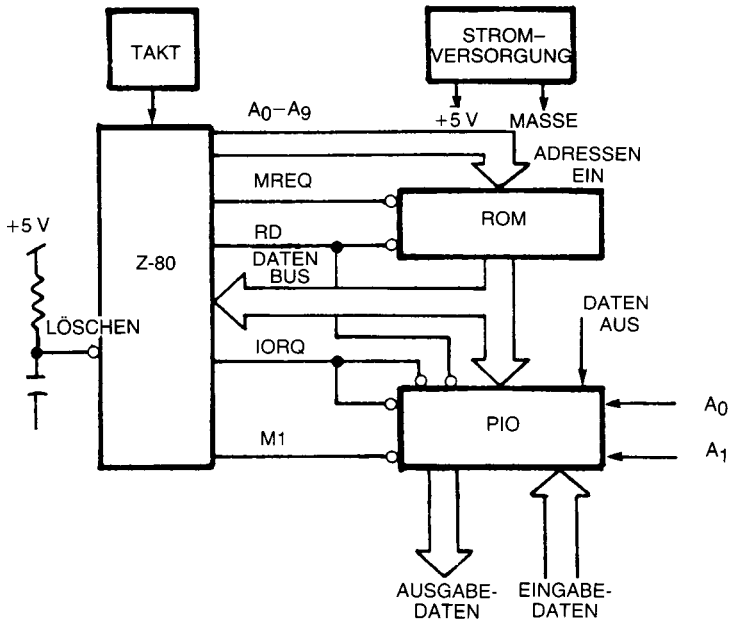 TAKT
STROM-
VERSORGUNG
A0–A9
+5 V
MASSE
ADRESSEN
EIN
MREQ
ROM
+5 V
RD
Z-80
DATEN
BUS
DATEN
AUS
LÖSCHEN
IORQ
A0
PIO
M1
A1
AUSGABE-
DATEN
EINGABE-
DATEN